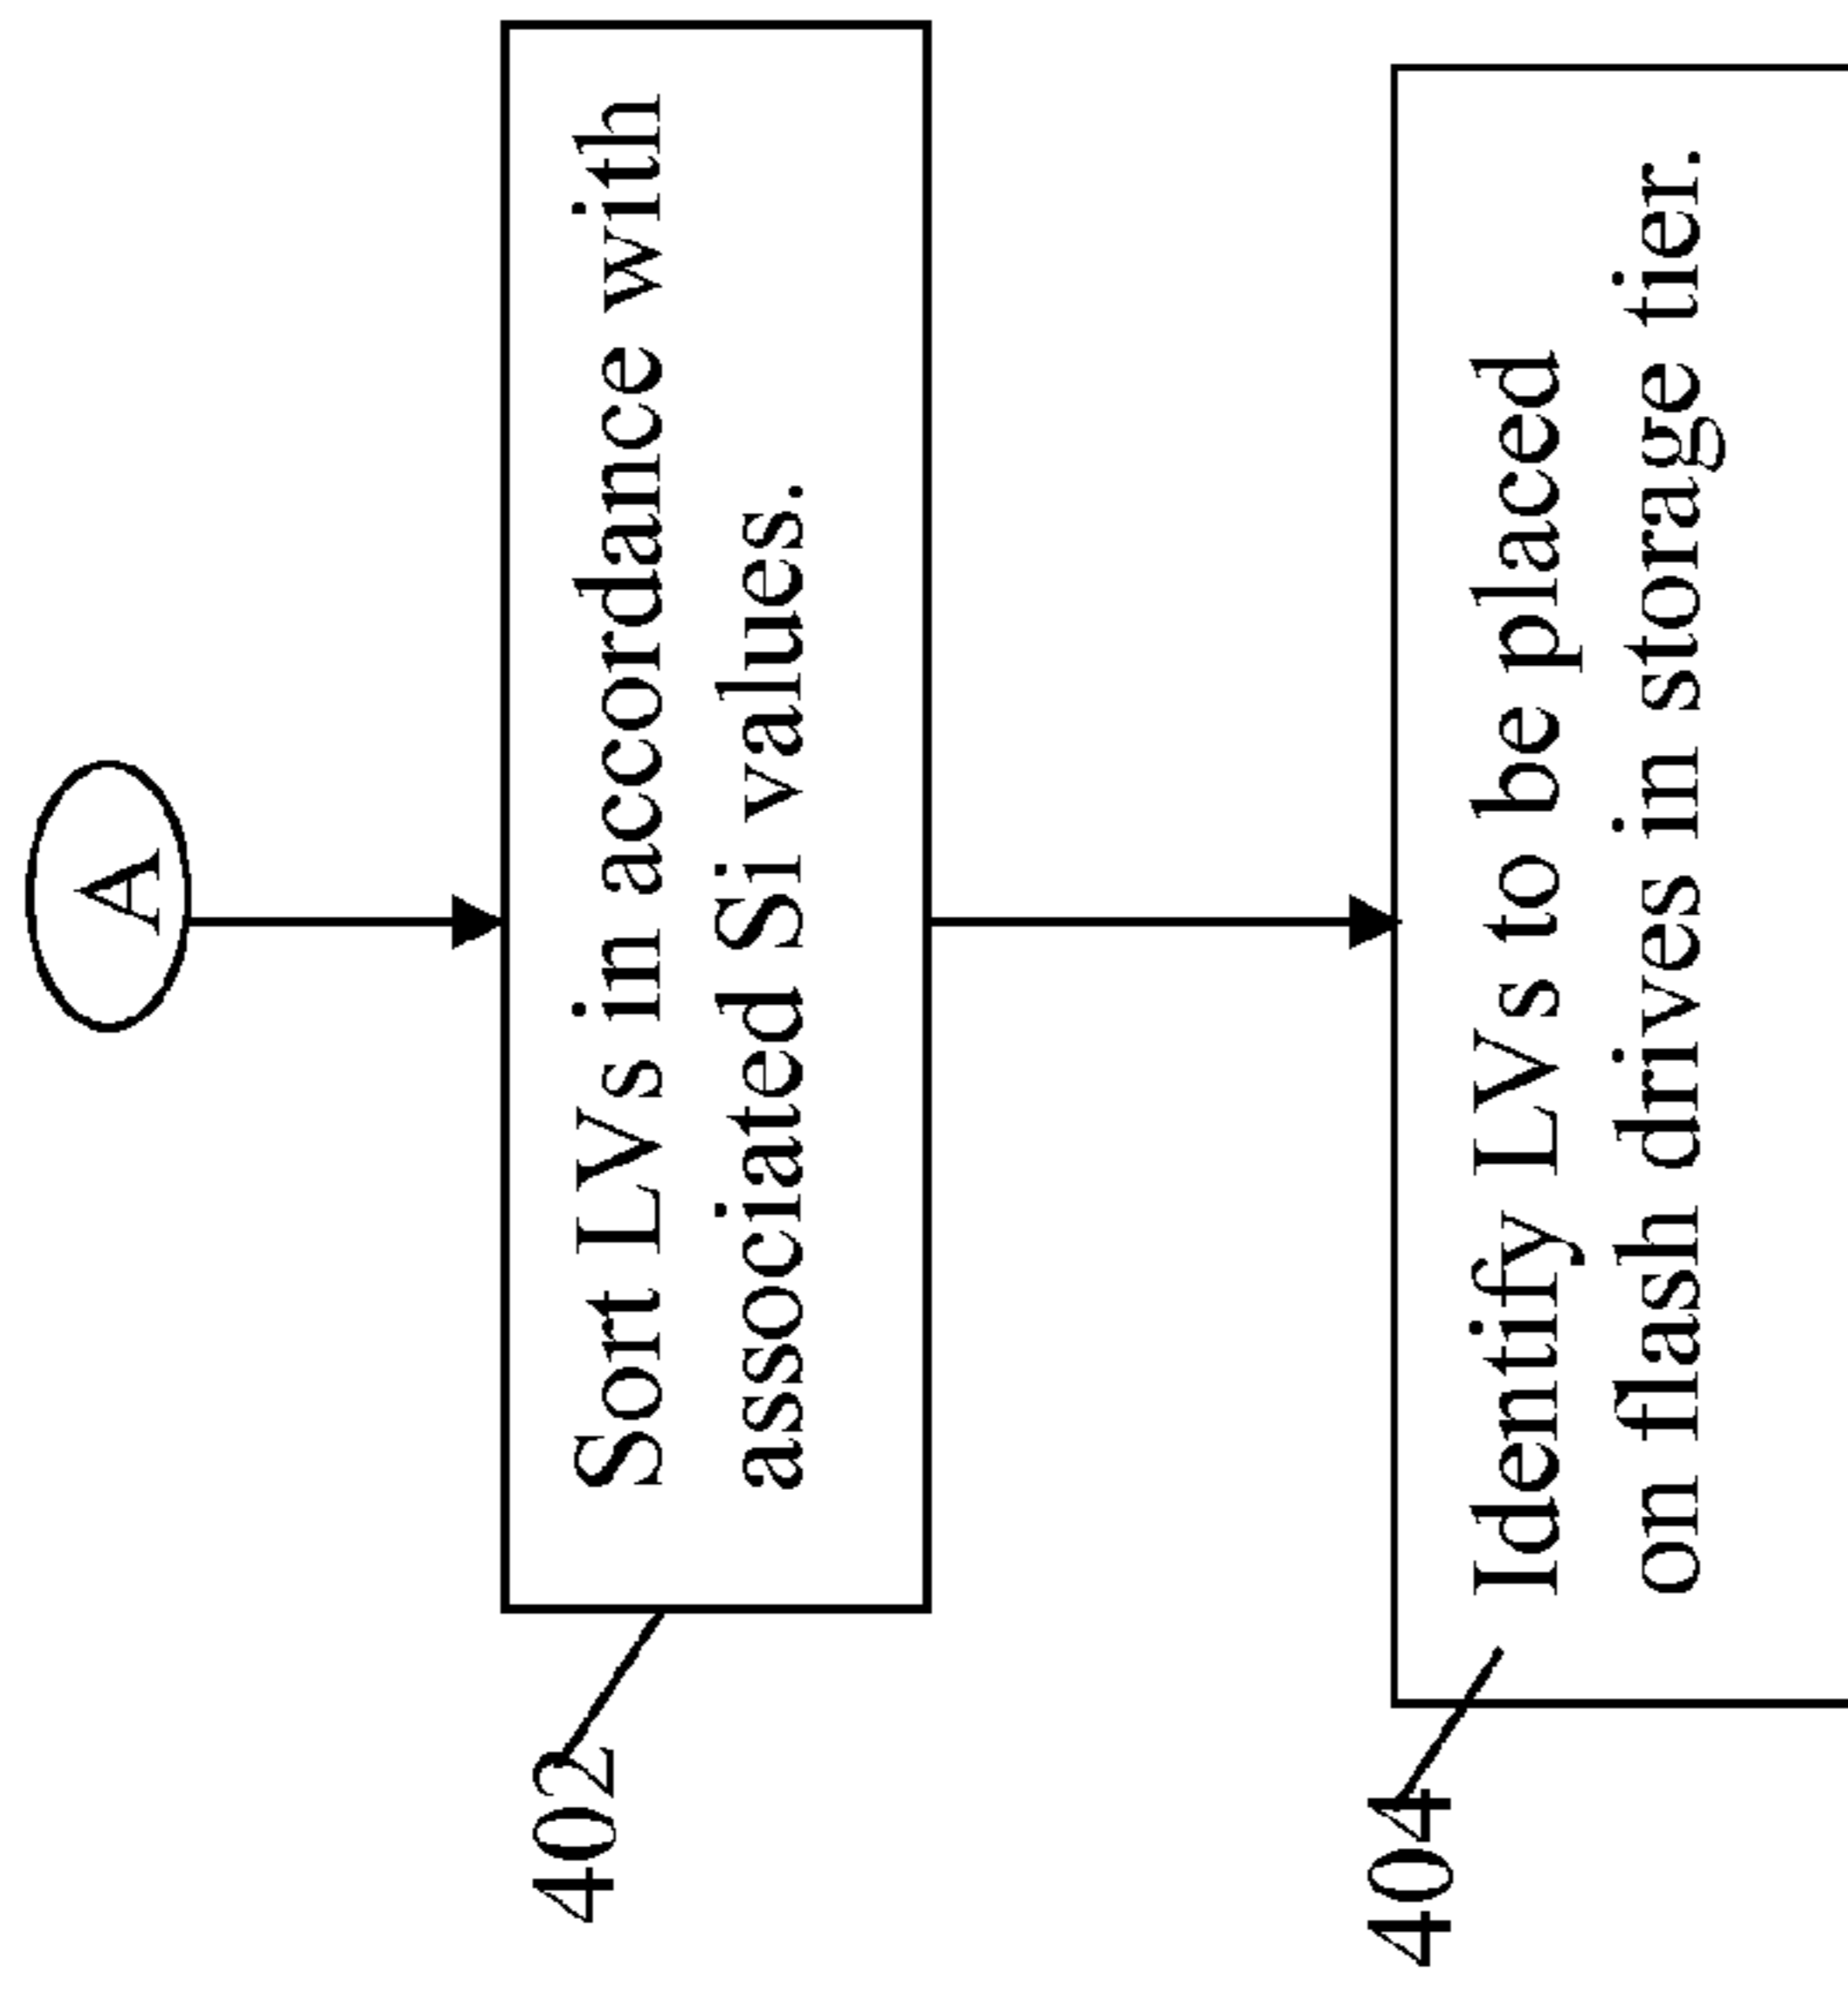 A
Sort LVs in accordance with
associated Si values.
402
Identify LVs to be placed
on flash drives in storage tier.
404